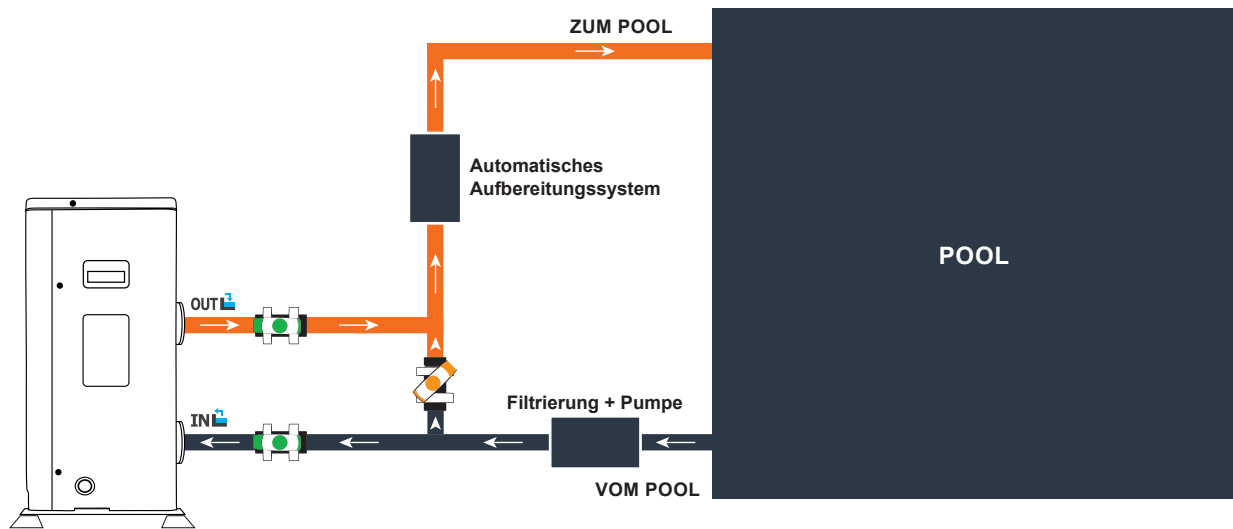 ZUM POOL
Automatisches
Aufbereitungssystem
POOL
OUT
IN
Filtrierung + Pumpe
VOM POOL